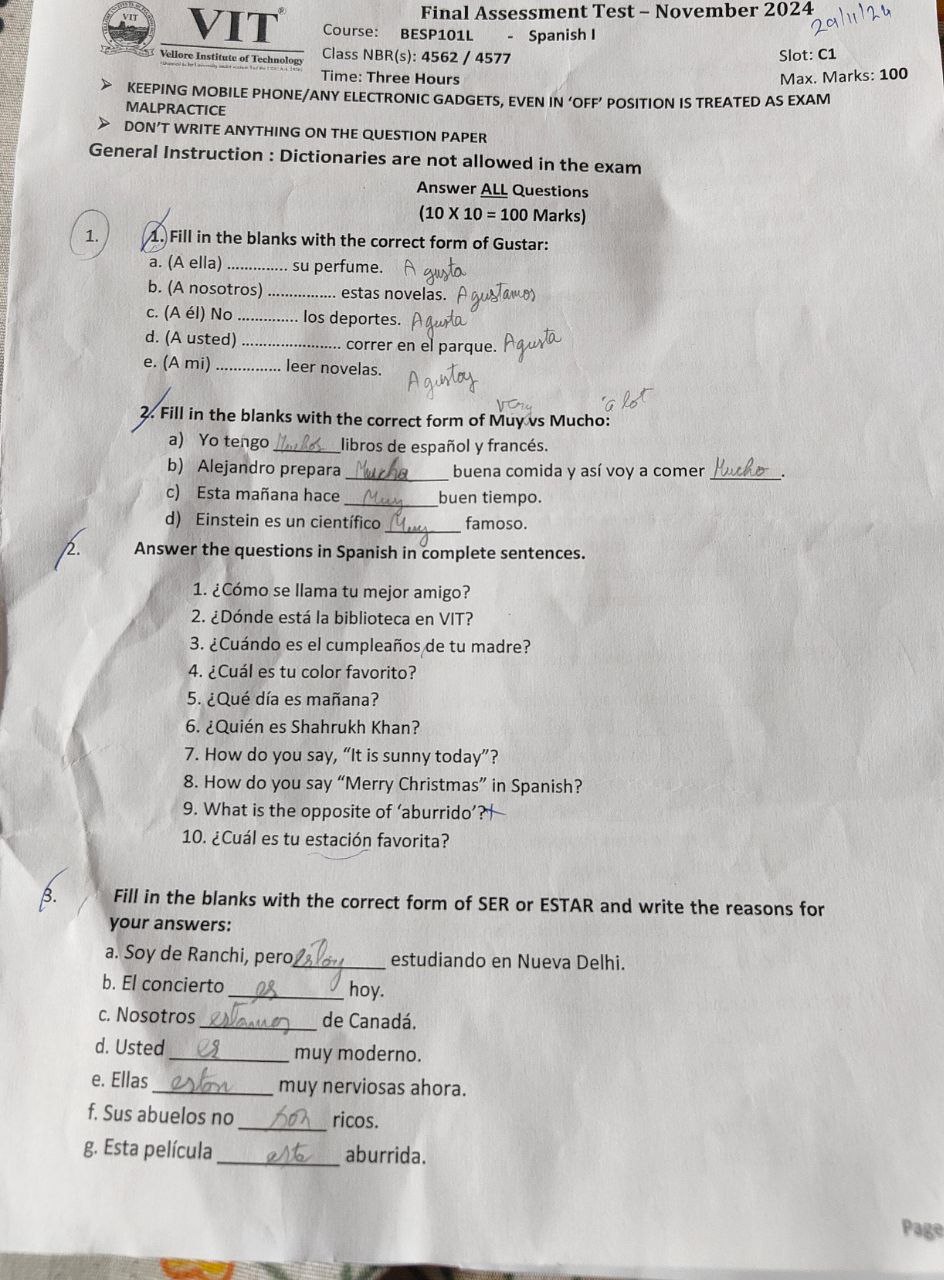 VIT®
Vellore Institute of Technology
Final Assessment Test – November 2024
29/11/24
Course: BESP101L - Spanish I
Class NBR(s): 4562 / 4577
Slot: C1
Time: Three Hours
Max. Marks: 100
➢ KEEPING MOBILE PHONE/ANY ELECTRONIC GADGETS, EVEN IN ‘OFF’ POSITION IS TREATED AS EXAM
MALPRACTICE
➢ DON’T WRITE ANYTHING ON THE QUESTION PAPER
General Instruction : Dictionaries are not allowed in the exam
Answer ALL Questions
(10 X 10 = 100 Marks)
1. 1. Fill in the blanks with the correct form of Gustar:
a. (A ella) .............. su perfume. A gusta
b. (A nosotros) ................ estas novelas. A gustamos
c. (A él) No .............. los deportes. A gusta
d. (A usted) ....................... correr en el parque. A gusta
e. (A mi) ............... leer novelas. A gustoy
very 'a lot
2. Fill in the blanks with the correct form of Muy vs Mucho:
a) Yo tengo Muchos libros de español y francés.
b) Alejandro prepara Mucha buena comida y así voy a comer Mucho.
c) Esta mañana hace Muy buen tiempo.
d) Einstein es un científico Muy famoso.
2. Answer the questions in Spanish in complete sentences.
1. ¿Cómo se llama tu mejor amigo?
2. ¿Dónde está la biblioteca en VIT?
3. ¿Cuándo es el cumpleaños de tu madre?
4. ¿Cuál es tu color favorito?
5. ¿Qué día es mañana?
6. ¿Quién es Shahrukh Khan?
7. How do you say, “It is sunny today”?
8. How do you say “Merry Christmas” in Spanish?
9. What is the opposite of ‘aburrido’?
10. ¿Cuál es tu estación favorita?
3. Fill in the blanks with the correct form of SER or ESTAR and write the reasons for
your answers:
a. Soy de Ranchi, pero estoy estudiando en Nueva Delhi.
b. El concierto es hoy.
c. Nosotros estamos de Canadá.
d. Usted es muy moderno.
e. Ellas eston muy nerviosas ahora.
f. Sus abuelos no son ricos.
g. Esta película esta aburrida.
Page